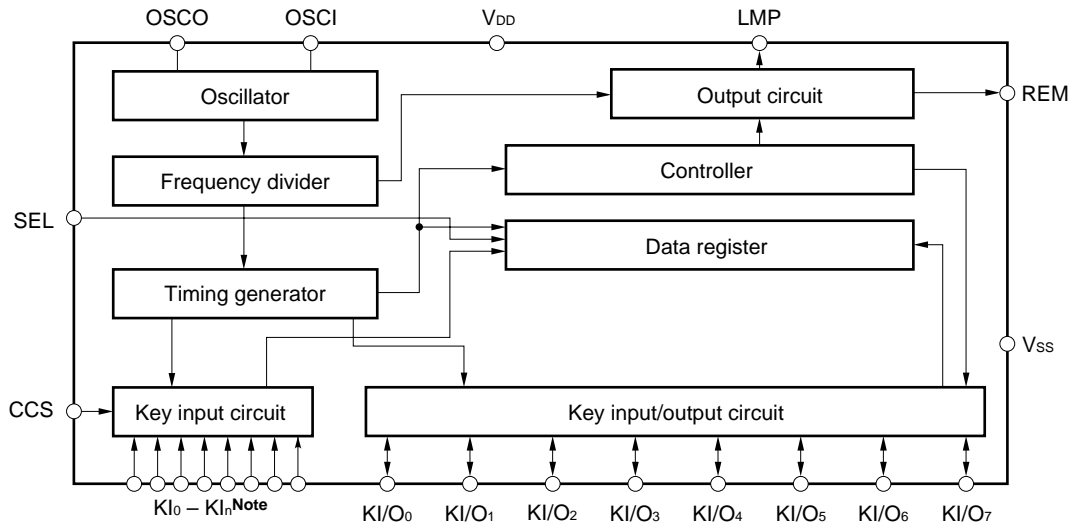 OSCO OSCI VDD LMP
Oscillator
Output circuit
REM
Frequency divider
Controller
SEL
Data register
Timing generator
VSS
CCS
Key input circuit
Key input/output circuit
KI0 – KInNote
KI/O0 KI/O1 KI/O2 KI/O3 KI/O4 KI/O5 KI/O6 KI/O7